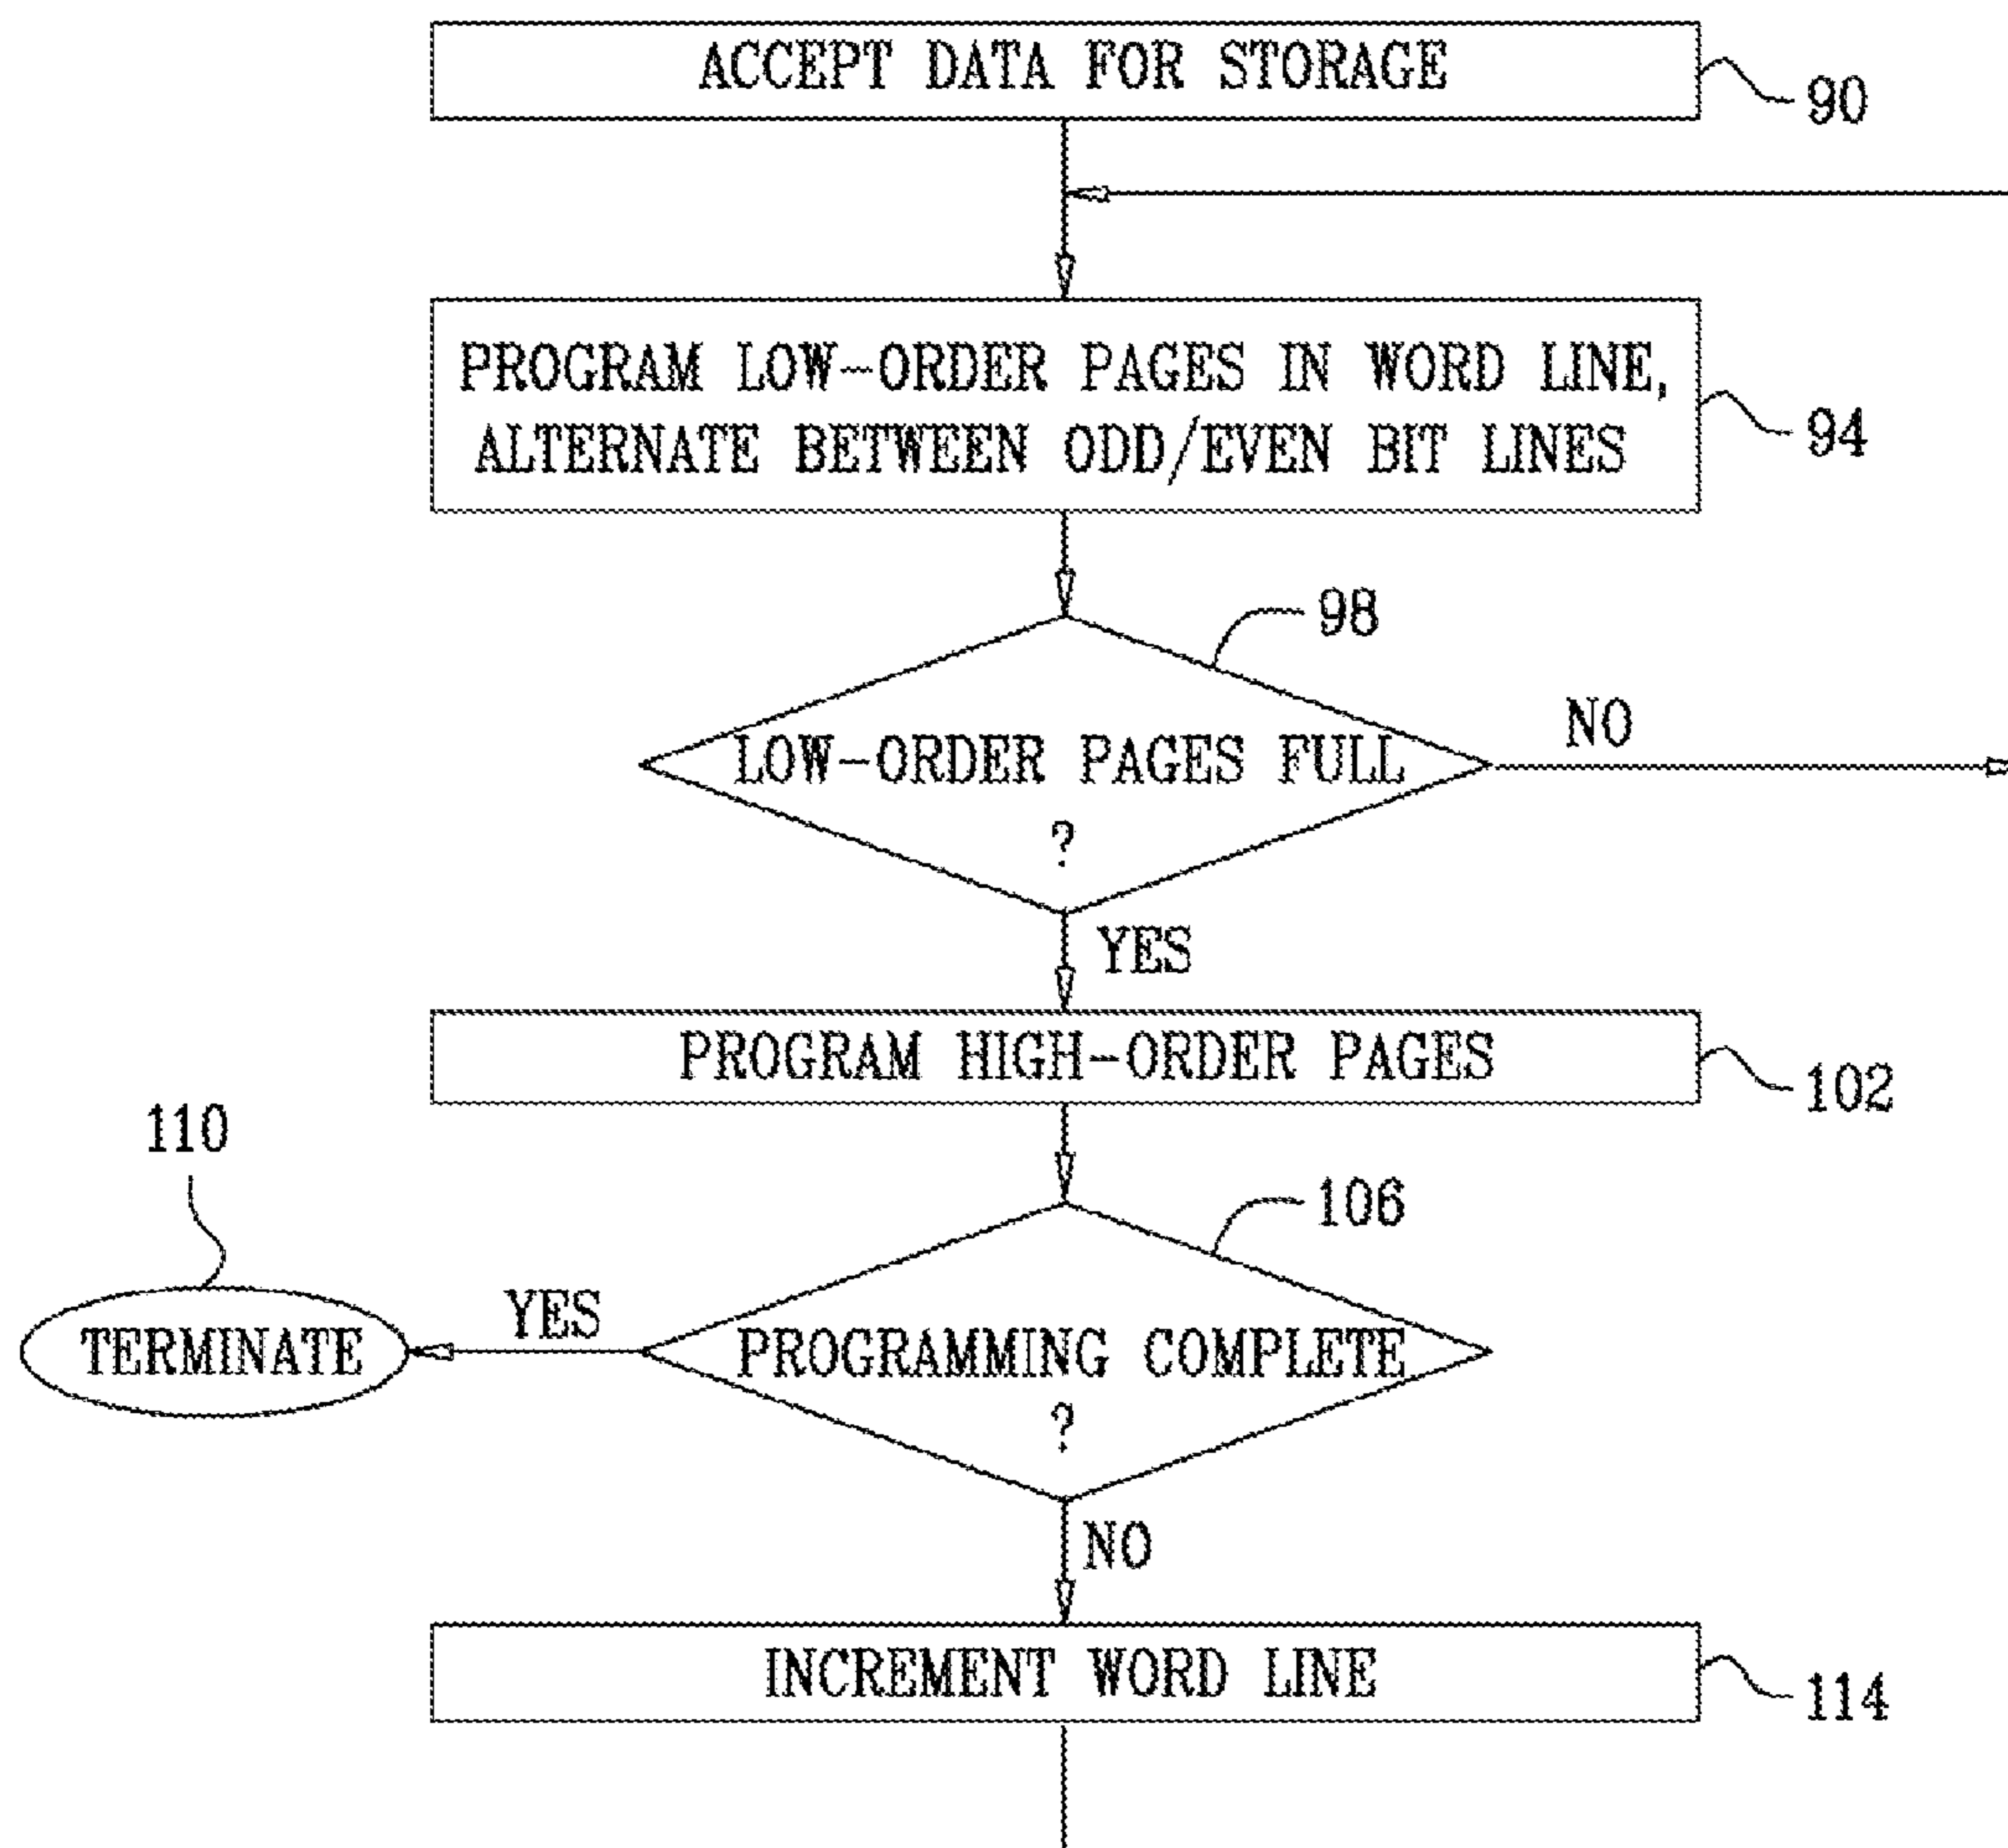 ACCEPT DATA FOR STORAGE
90
PROGRAM LOW-ORDER PAGES IN WORD LINE,
ALTERNATE BETWEEN ODD/EVEN BIT LINES
94
98
LOW-ORDER PAGES FULL
?
NO
YES
PROGRAM HIGH-ORDER PAGES
102
110
106
TERMINATE
YES
PROGRAMMING COMPLETE
?
NO
INCREMENT WORD LINE
114